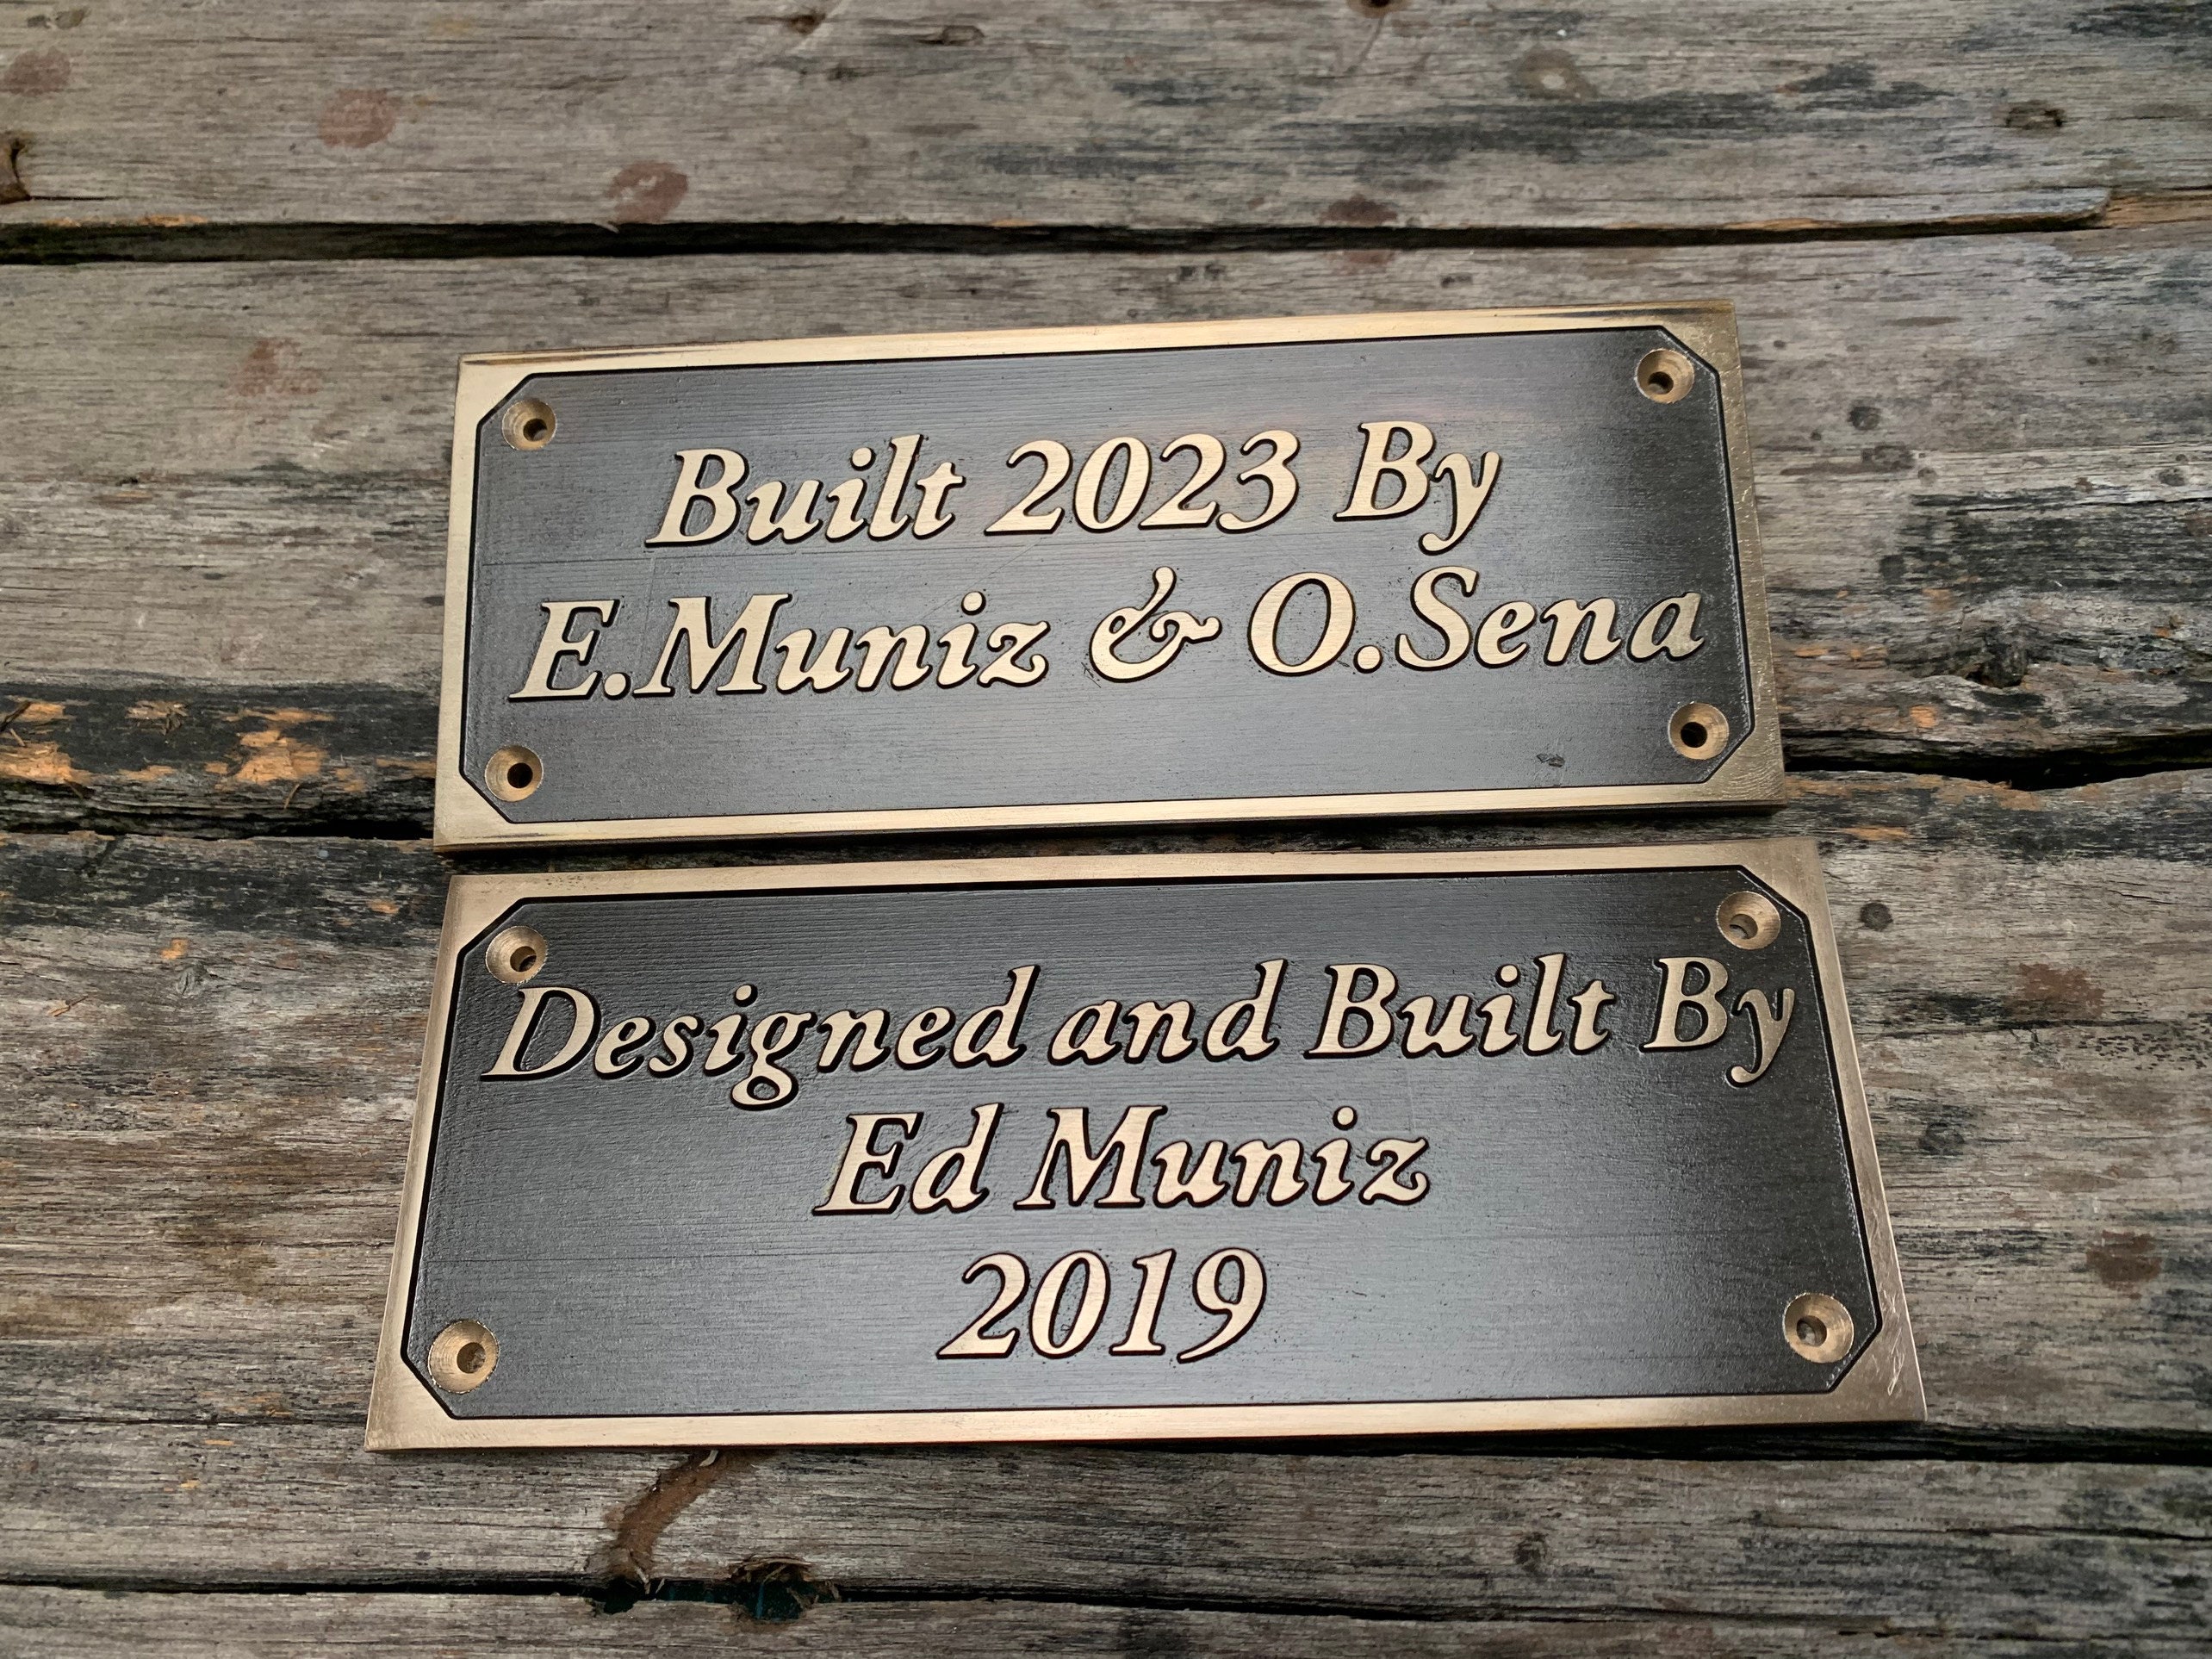 Built 2023 By
E.Muniz & O.Sena
Designed and Built By
Ed Muniz
2019